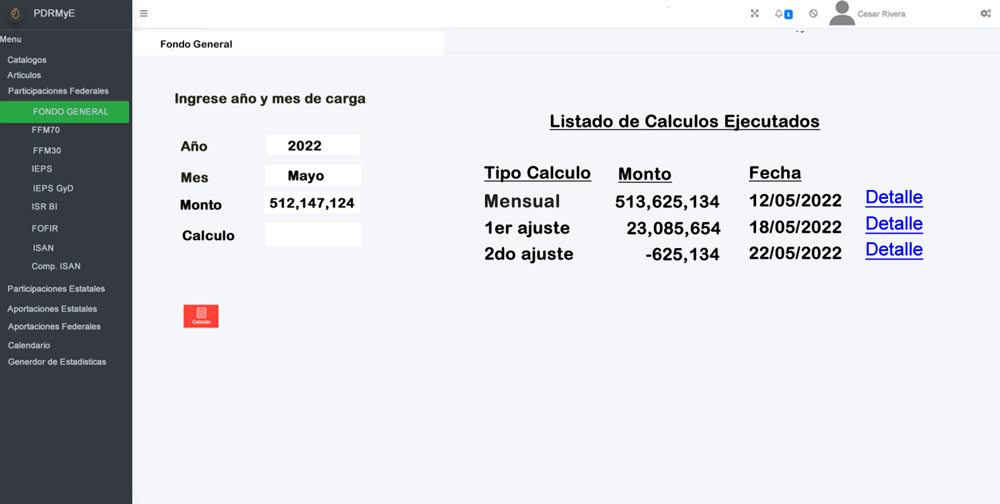 PDRMyE
1
Cesar Rivera
Menu
Catalogos
Articulos
Participaciones Federales
FONDO GENERAL
FFM70
FFM30
IEPS
IEPS GyD
ISR BI
FOFIR
ISAN
Comp. ISAN
Participaciones Estatales
Aportaciones Estatales
Aportaciones Federales
Calendario
Generdor de Estadisticas
Fondo General
Ingrese año y mes de carga
Año 2022
Mes Mayo
Monto 512,147,124
Calculo
Calcular
Listado de Calculos Ejecutados
Tipo Calculo Monto Fecha
Mensual 513,625,134 12/05/2022 Detalle
1er ajuste 23,085,654 18/05/2022 Detalle
2do ajuste -625,134 22/05/2022 Detalle